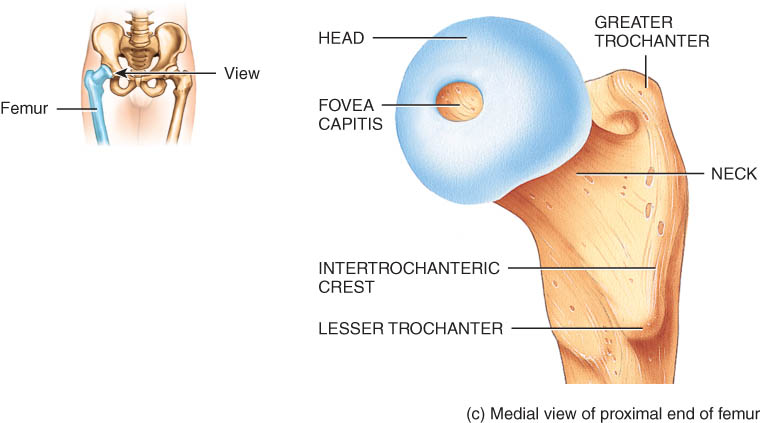 View
Femur
HEAD
FOVEA
CAPITIS
GREATER
TROCHANTER
NECK
INTERTROCHANTERIC
CREST
LESSER TROCHANTER
(c) Medial view of proximal end of femur